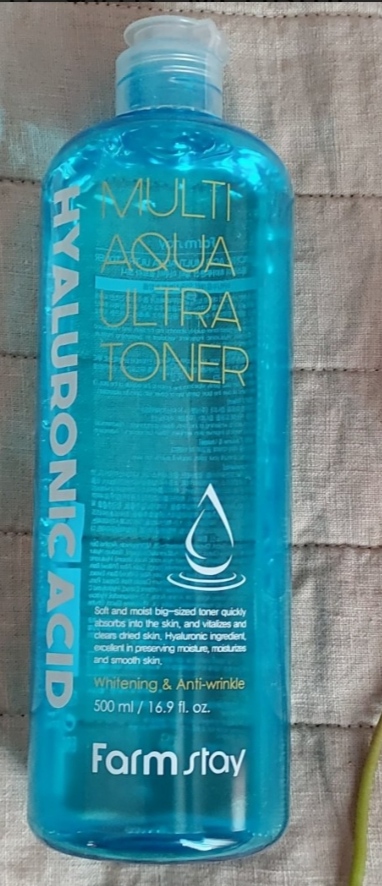 HYALURONIC ACID
MULTI
AQUA
ULTRA
TONER
Soft and moist big-sized toner quickly
absorbs into the skin, and vitalizes and
clears dried skin. Hyaluronic ingredient,
excellent in preserving moisture, moisturizes
and smooth skin.
Whitening & Anti-wrinkle
500 ml / 16.9 fl. oz.
Farm stay